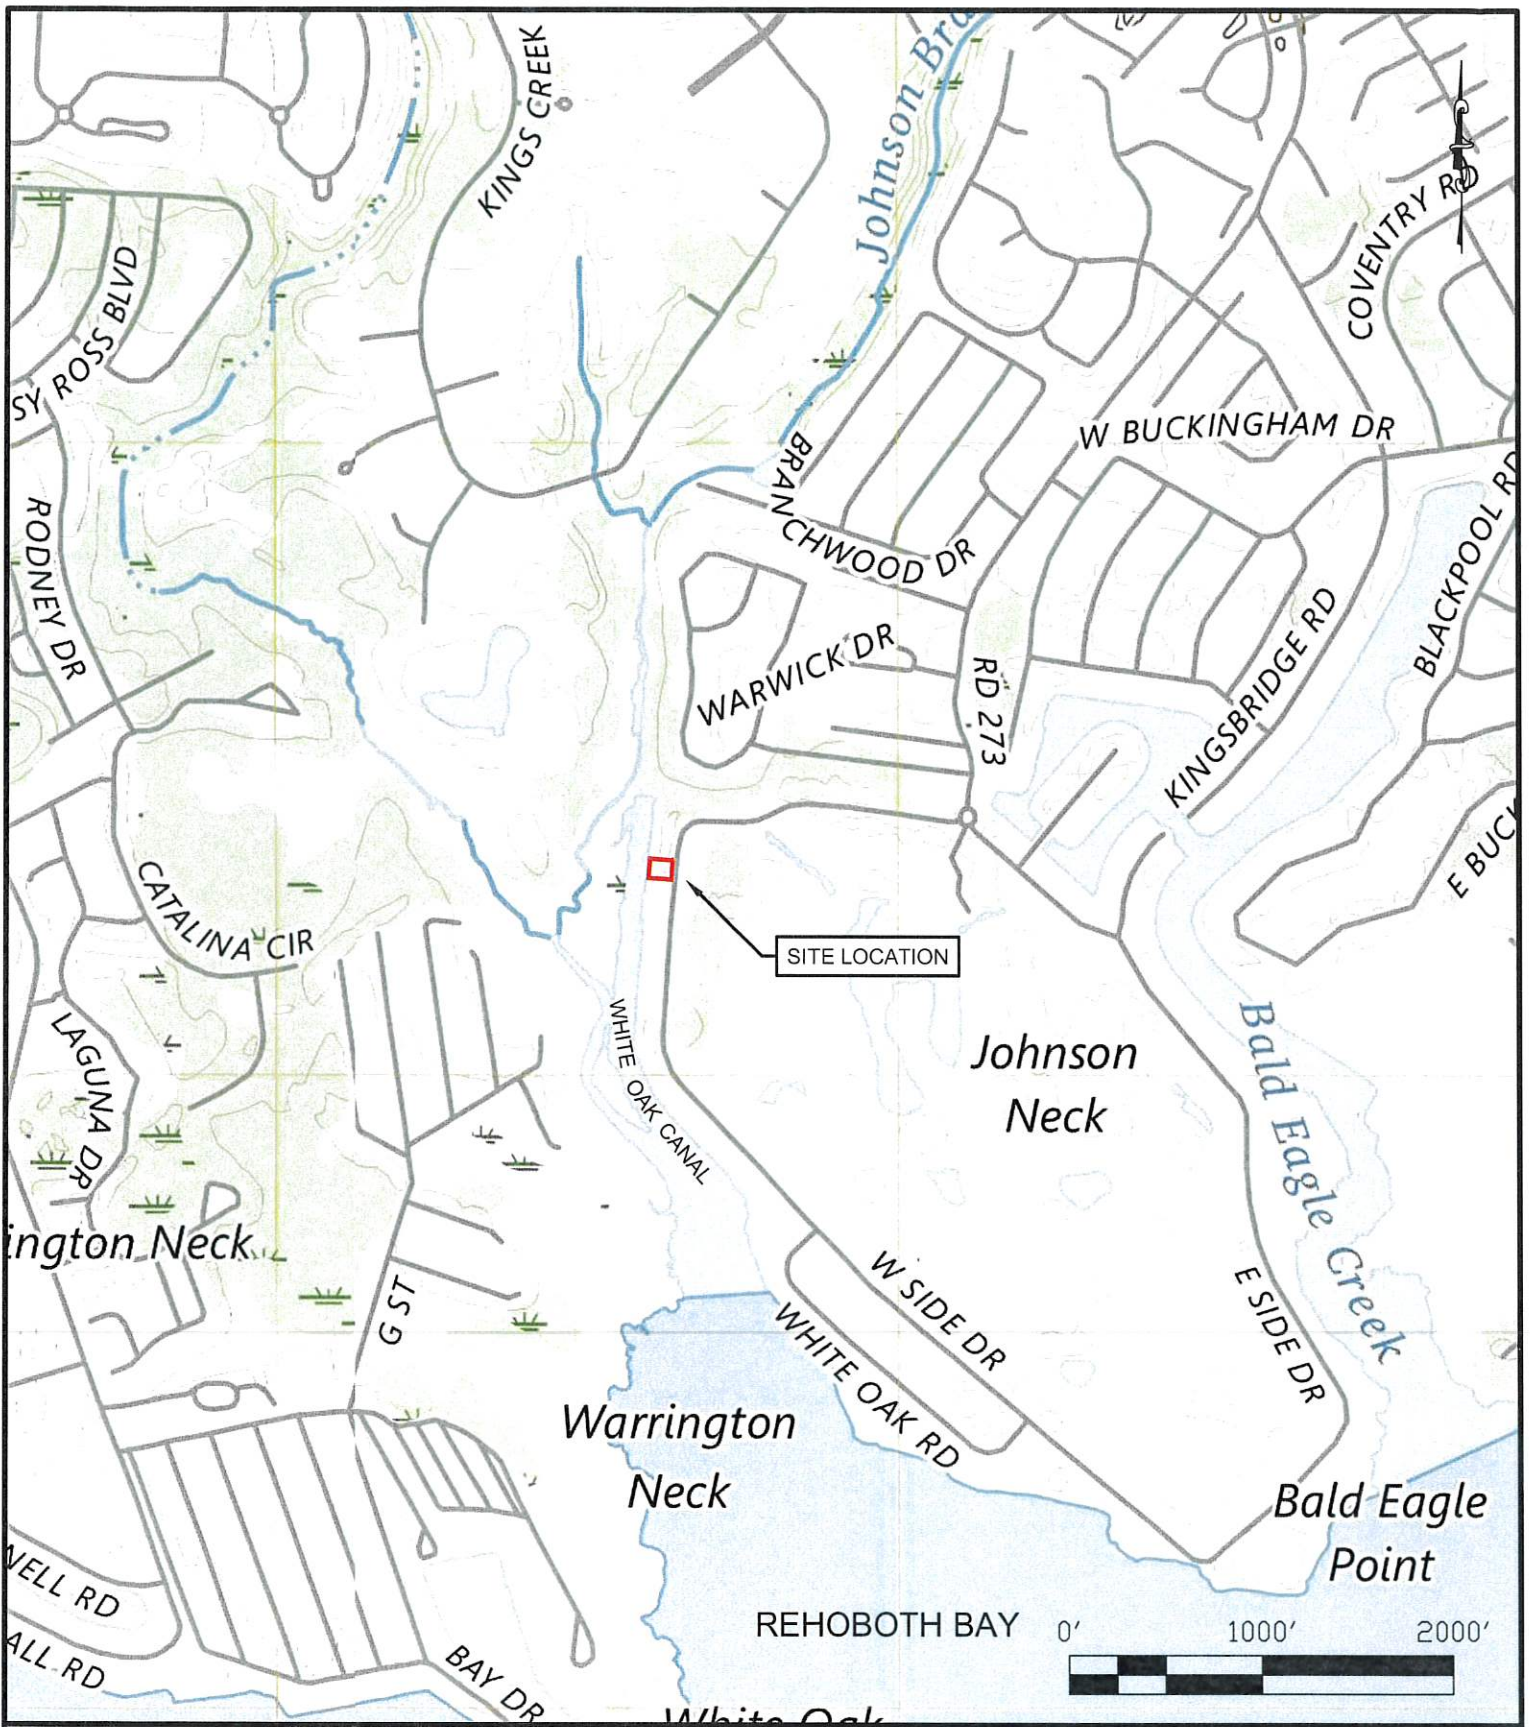 KINGS CREEK
Johnson Bra
COVENTRY RD
SY ROSS BLVD
W BUCKINGHAM DR
BRANCHWOOD DR
BLACKPOOL RD
RODNEY DR
WARWICK DR
RD 273
KINGSBRIDGE RD
E BUCK
CATALINA CIR
SITE LOCATION
LAGUNA DR
WHITE OAK CANAL
Johnson
Neck
Bald Eagle Creek
ington Neck
G ST
W SIDE DR
E SIDE DR
WHITE OAK RD
Warrington
Neck
Bald Eagle
Point
WELL RD
ALL RD
BAY DR
REHOBOTH BAY
0' 1000' 2000'
White Oak